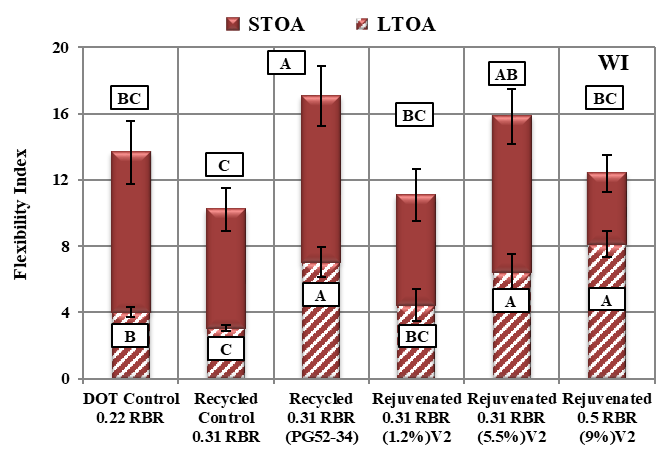 STOA LTOA
20
16
12
8
4
0
Flexibility Index
WI
BC
C
A
BC
AB
BC
B
C
A
BC
A
A
DOT Control
0.22 RBR
Recycled
Control
0.31 RBR
Recycled
0.31 RBR
(PG52-34)
Rejuvenated
0.31 RBR
(1.2%)V2
Rejuvenated
0.31 RBR
(5.5%)V2
Rejuvenated
0.5 RBR
(9%)V2